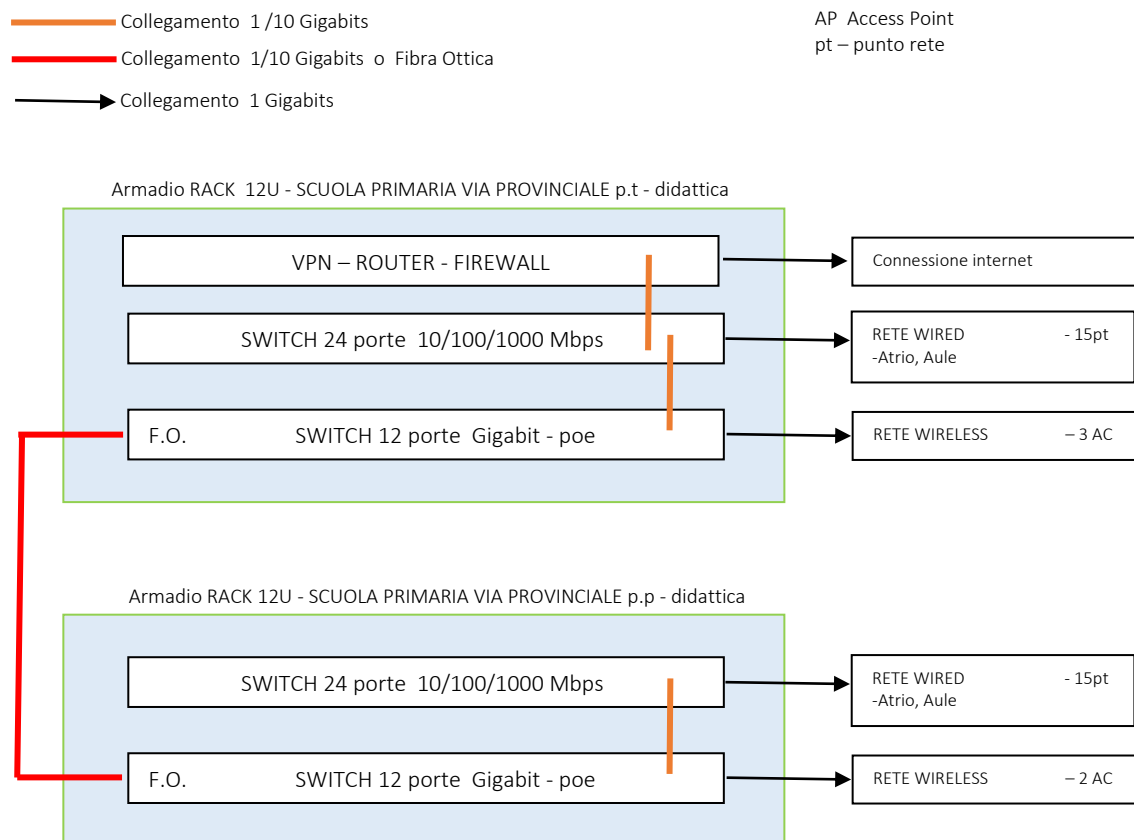 Collegamento 1 /10 Gigabits
Collegamento 1/10 Gigabits o Fibra Ottica
Collegamento 1 Gigabits
AP Access Point
pt – punto rete
Armadio RACK 12U - SCUOLA PRIMARIA VIA PROVINCIALE p.t - didattica
VPN – ROUTER - FIREWALL
Connessione internet
SWITCH 24 porte 10/100/1000 Mbps
RETE WIRED - 15pt
-Atrio, Aule
F.O. SWITCH 12 porte Gigabit - poe
RETE WIRELESS – 3 AC
Armadio RACK 12U - SCUOLA PRIMARIA VIA PROVINCIALE p.p - didattica
SWITCH 24 porte 10/100/1000 Mbps
RETE WIRED - 15pt
-Atrio, Aule
F.O. SWITCH 12 porte Gigabit - poe
RETE WIRELESS – 2 AC